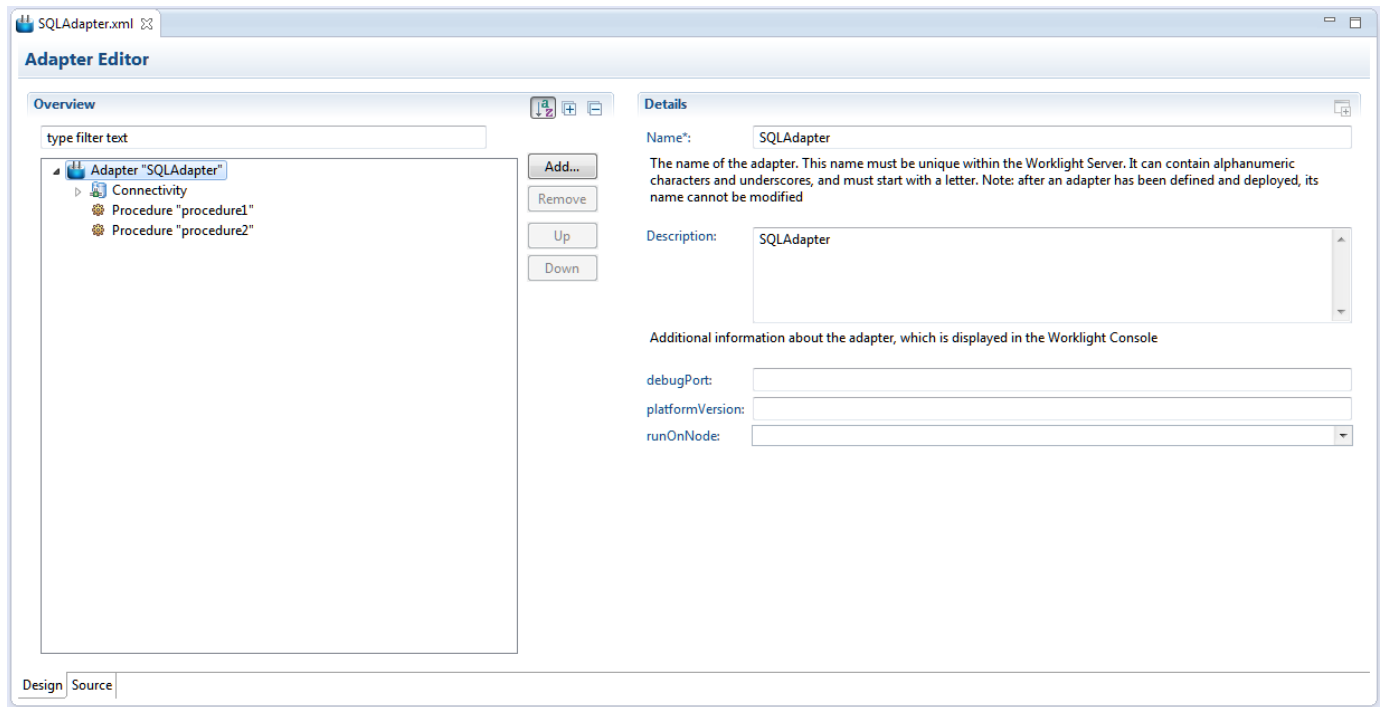 SQLAdapter.xml
Adapter Editor
Overview
type filter text
Adapter "SQLAdapter"
Connectivity
Procedure "procedure1"
Procedure "procedure2"
Add...
Remove
Up
Down
Details
Name*: SQLAdapter
The name of the adapter. This name must be unique within the Worklight Server. It can contain alphanumeric
characters and underscores, and must start with a letter. Note: after an adapter has been defined and deployed, its
name cannot be modified
Description: SQLAdapter
Additional information about the adapter, which is displayed in the Worklight Console
debugPort:
platformVersion:
runOnNode:
Design Source